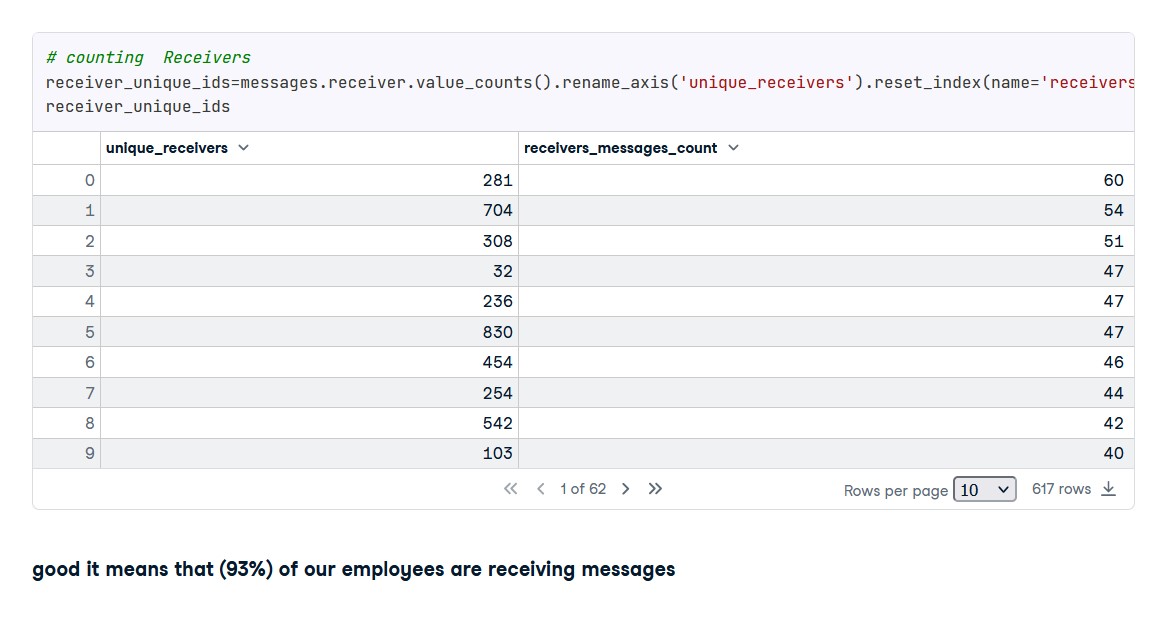 # counting  Receivers
receiver_unique_ids=messages.receiver.value_counts().rename_axis('unique_receivers').reset_index(name='receivers
receiver_unique_ids
unique_receivers receivers_messages_count
0 281 60
1 704 54
2 308 51
3 32 47
4 236 47
5 830 47
6 454 46
7 254 44
8 542 42
9 103 40
1 of 62 Rows per page 10 617 rows
good it means that (93%) of our employees are receiving messages